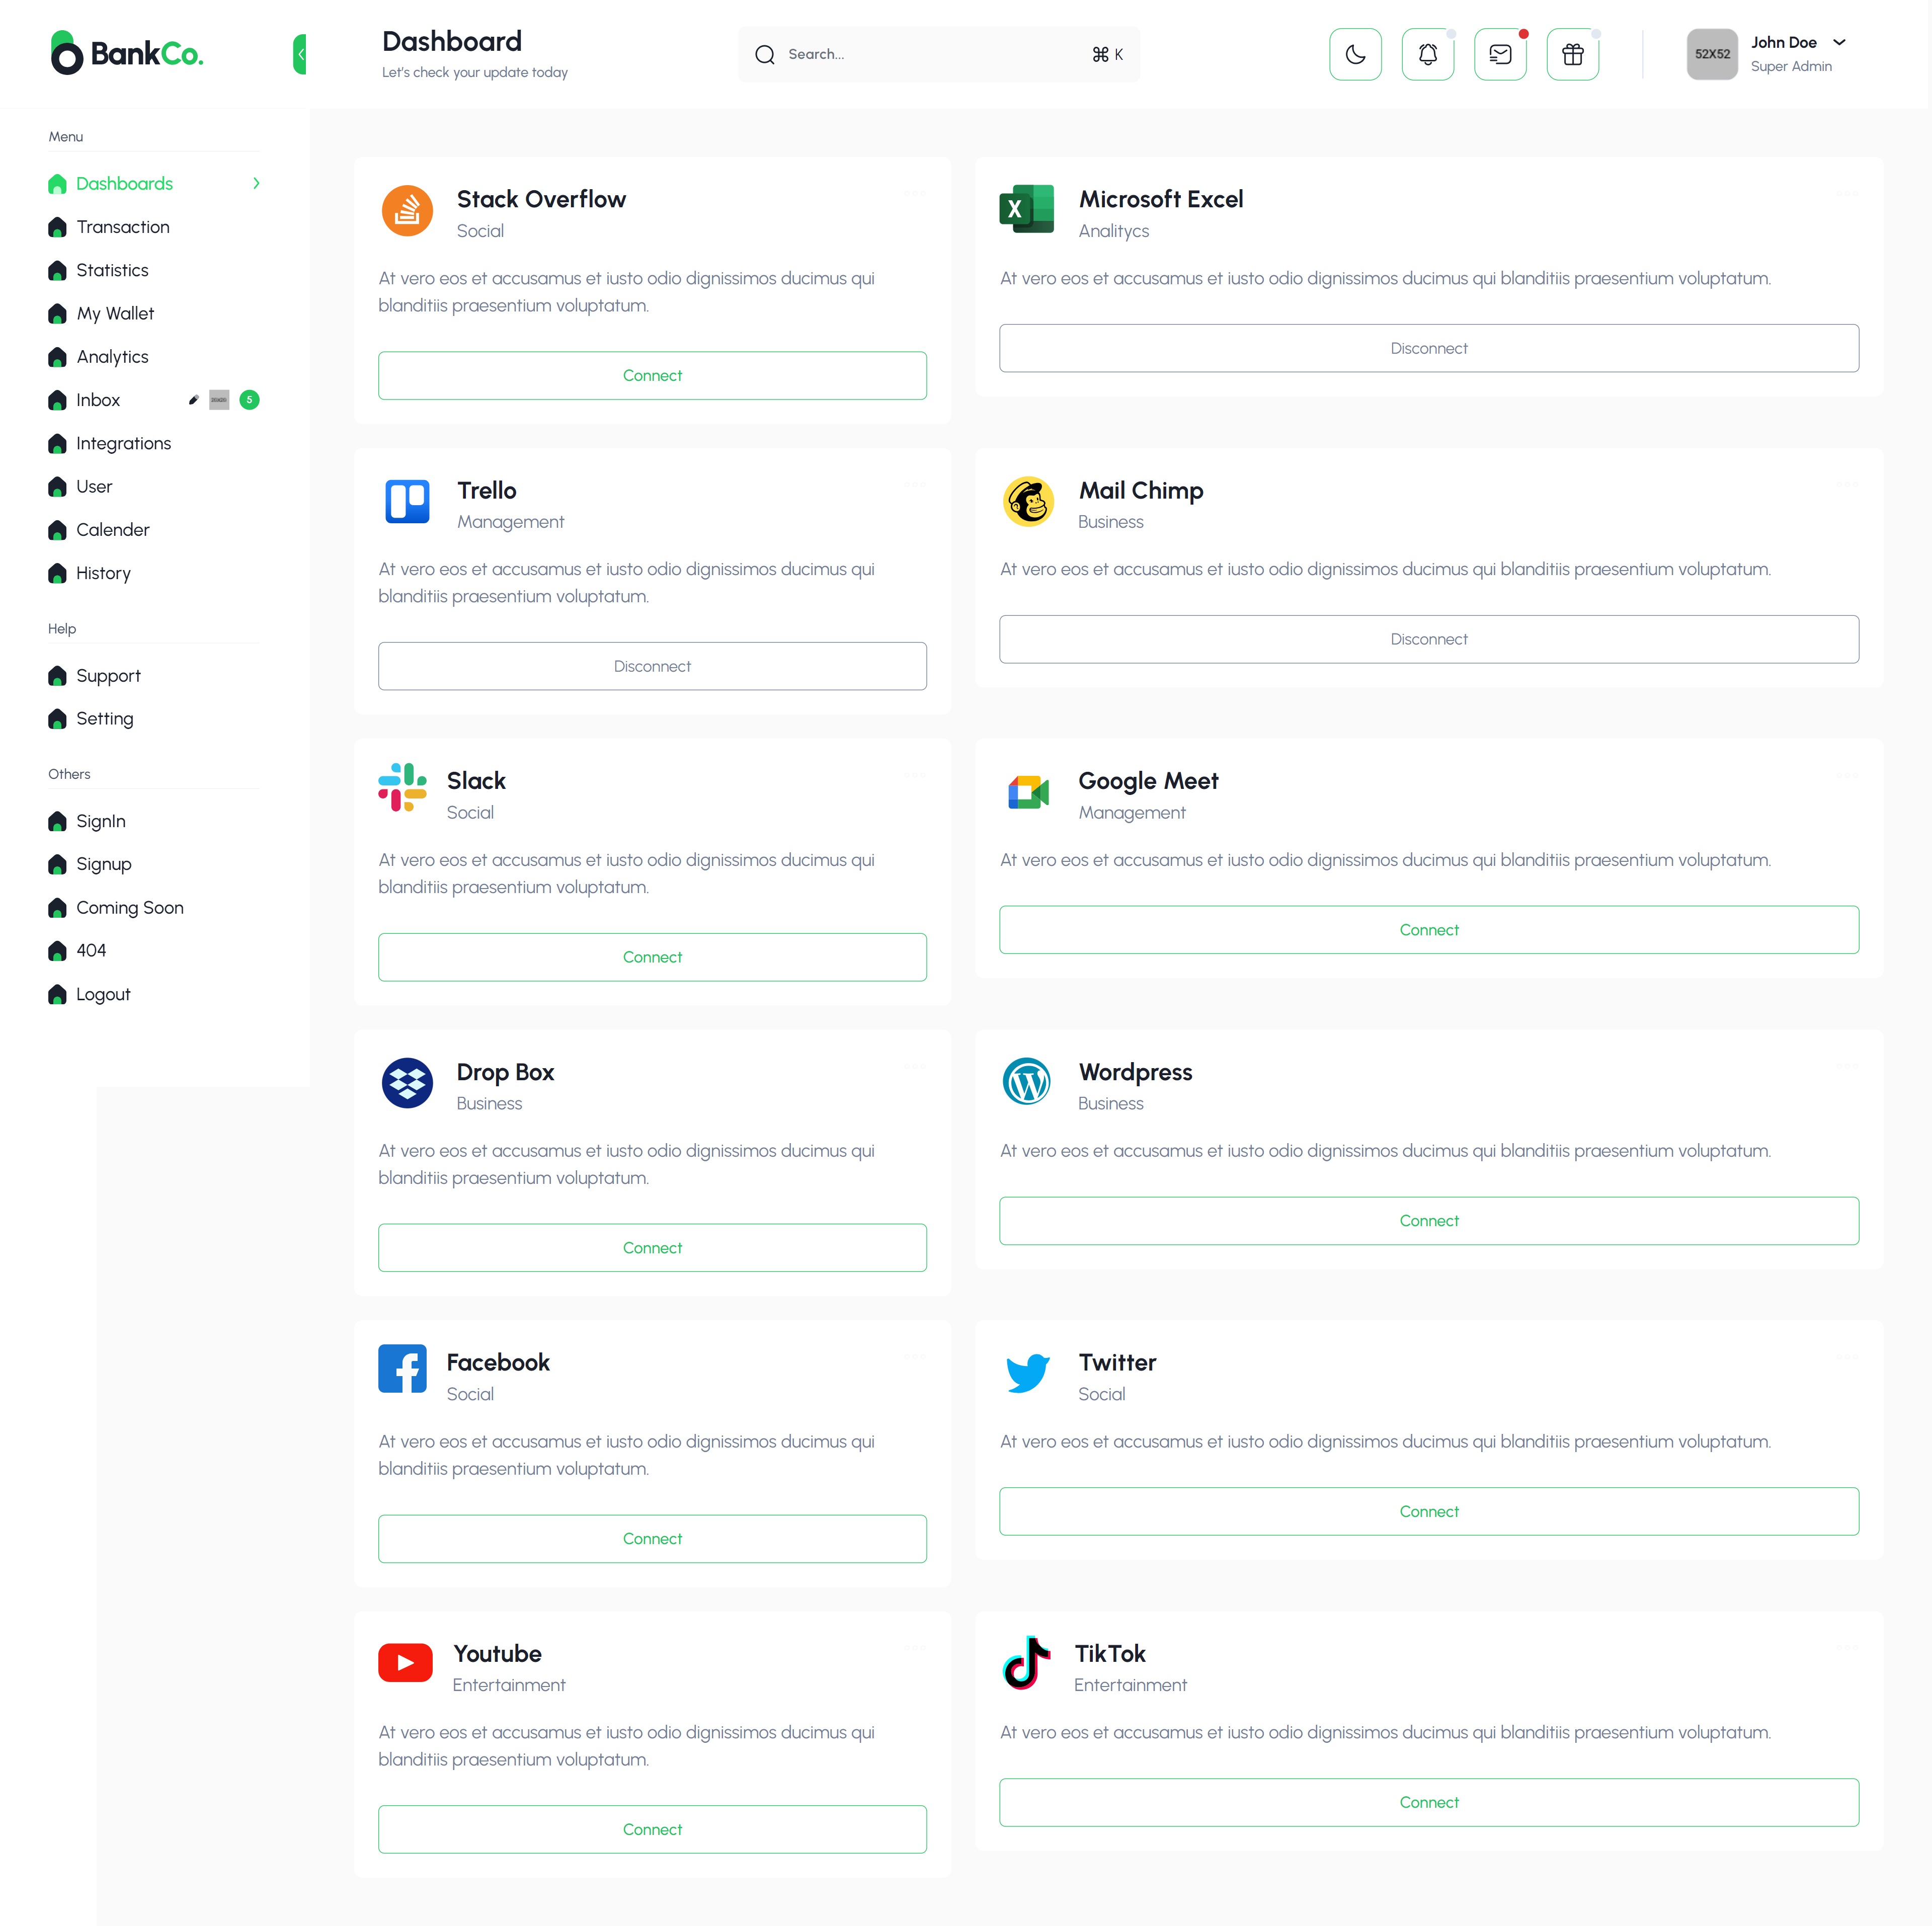 BankCo.
Dashboard
Let's check your update today
Search...
⌘ K
52X52
John Doe
Super Admin
Menu
Dashboards
Transaction
Statistics
My Wallet
Analytics
Inbox
5
Integrations
User
Calender
History
Help
Support
Setting
Others
SignIn
Signup
Coming Soon
404
Logout
Stack Overflow
Social
At vero eos et accusamus et iusto odio dignissimos ducimus qui
blanditiis praesentium voluptatum.
Connect
X
Microsoft Excel
Analitycs
At vero eos et accusamus et iusto odio dignissimos ducimus qui blanditiis praesentium voluptatum.
Disconnect
Trello
Management
At vero eos et accusamus et iusto odio dignissimos ducimus qui
blanditiis praesentium voluptatum.
Disconnect
Mail Chimp
Business
At vero eos et accusamus et iusto odio dignissimos ducimus qui blanditiis praesentium voluptatum.
Disconnect
Slack
Social
At vero eos et accusamus et iusto odio dignissimos ducimus qui
blanditiis praesentium voluptatum.
Connect
Google Meet
Management
At vero eos et accusamus et iusto odio dignissimos ducimus qui blanditiis praesentium voluptatum.
Connect
Drop Box
Business
At vero eos et accusamus et iusto odio dignissimos ducimus qui
blanditiis praesentium voluptatum.
Connect
Wordpress
Business
At vero eos et accusamus et iusto odio dignissimos ducimus qui blanditiis praesentium voluptatum.
Connect
Facebook
Social
At vero eos et accusamus et iusto odio dignissimos ducimus qui
blanditiis praesentium voluptatum.
Connect
Twitter
Social
At vero eos et accusamus et iusto odio dignissimos ducimus qui blanditiis praesentium voluptatum.
Connect
Youtube
Entertainment
At vero eos et accusamus et iusto odio dignissimos ducimus qui
blanditiis praesentium voluptatum.
Connect
TikTok
Entertainment
At vero eos et accusamus et iusto odio dignissimos ducimus qui blanditiis praesentium voluptatum.
Connect